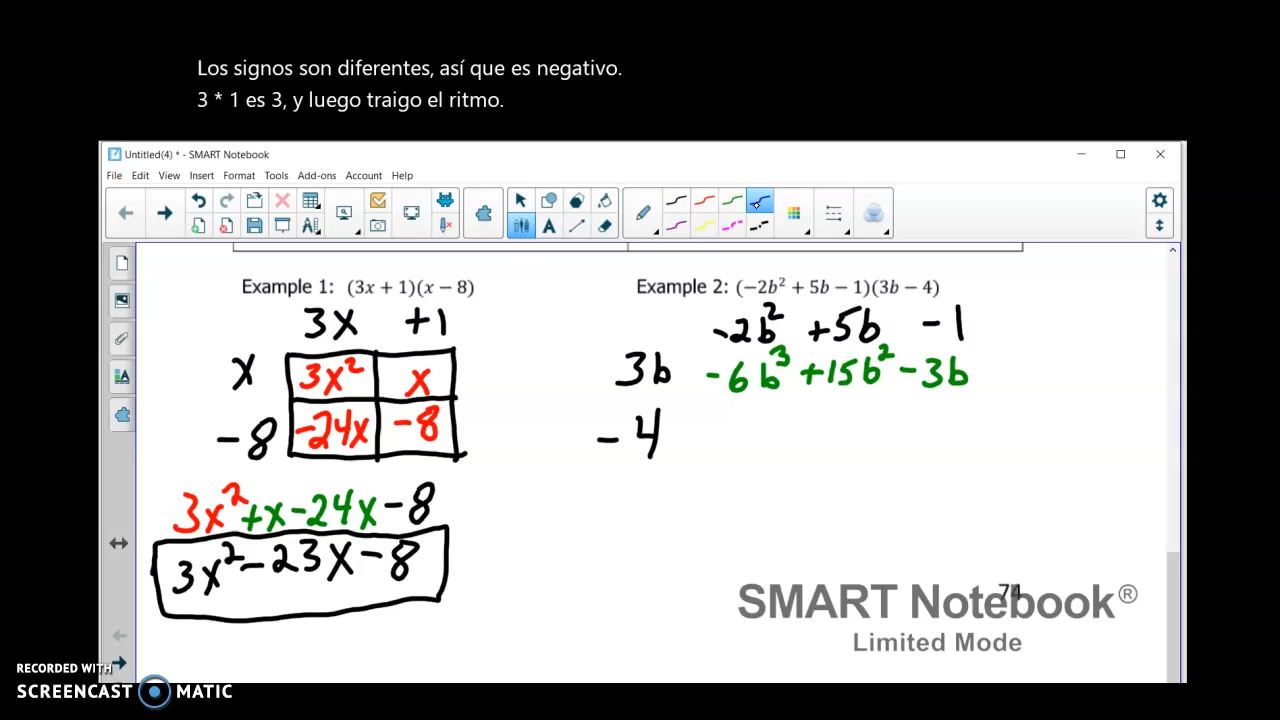 Los signos son diferentes, así que es negativo.
3 * 1 es 3, y luego traigo el ritmo.
Untitled(4) * - SMART Notebook
File Edit View Insert Format Tools Add-ons Account Help
Example 1: (3x + 1)(x − 8)
3x +1
x 3x² x
-8 -24x -8
3x² +x -24x -8
3x² -23x -8
Example 2: (−2b² + 5b − 1)(3b − 4)
-2b² +5b -1
3b -6b³ +15b² -3b
-4
74
SMART Notebook®
Limited Mode
RECORDED WITH
SCREENCAST MATIC